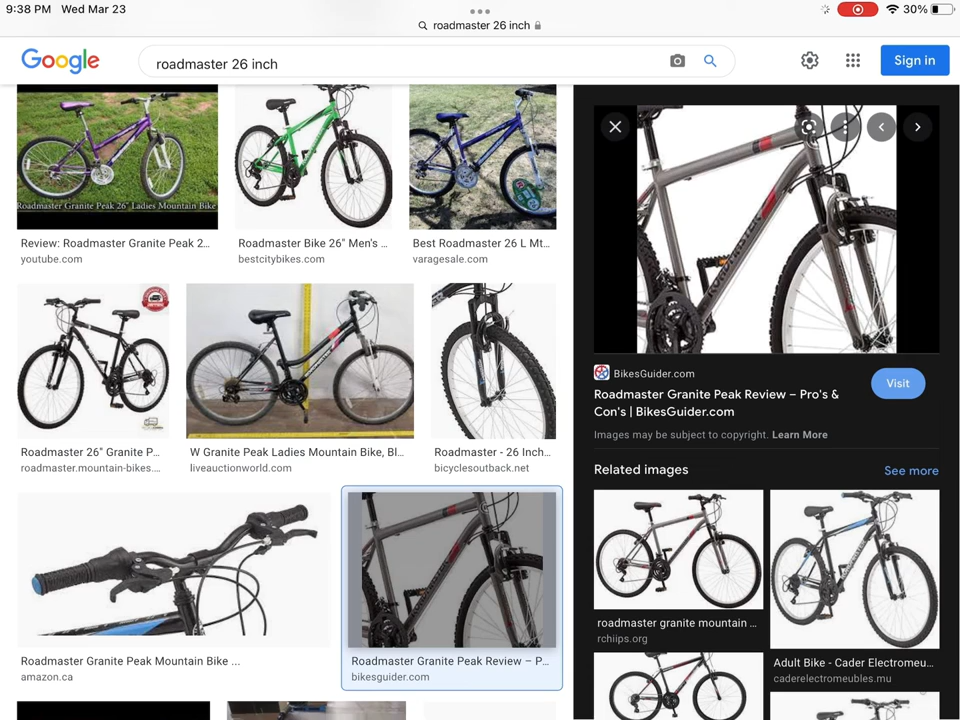 9:38 PM Wed Mar 23
30%
roadmaster 26 inch
Google
roadmaster 26 inch
Sign in
Roadmaster Granite Peak 26" Ladies Mountain Bike
Review: Roadmaster Granite Peak 2...
youtube.com
Roadmaster Bike 26" Men's ...
bestcitybikes.com
Best Roadmaster 26 L Mt...
varagesale.com
Roadmaster 26" Granite P...
roadmaster.mountain-bikes....
W Granite Peak Ladies Mountain Bike, Bl...
liveauctionworld.com
Roadmaster - 26 Inch...
bicyclesoutback.net
Roadmaster Granite Peak Mountain Bike ...
amazon.ca
Roadmaster Granite Peak Review – P...
bikesguider.com
ROADMASTER
BikesGuider.com
Roadmaster Granite Peak Review – Pro's &
Con's | BikesGuider.com
Visit
Images may be subject to copyright. Learn More
Related images
See more
roadmaster granite mountain ...
rchiips.org
Adult Bike - Cader Electromeu...
caderelectromeubles.mu